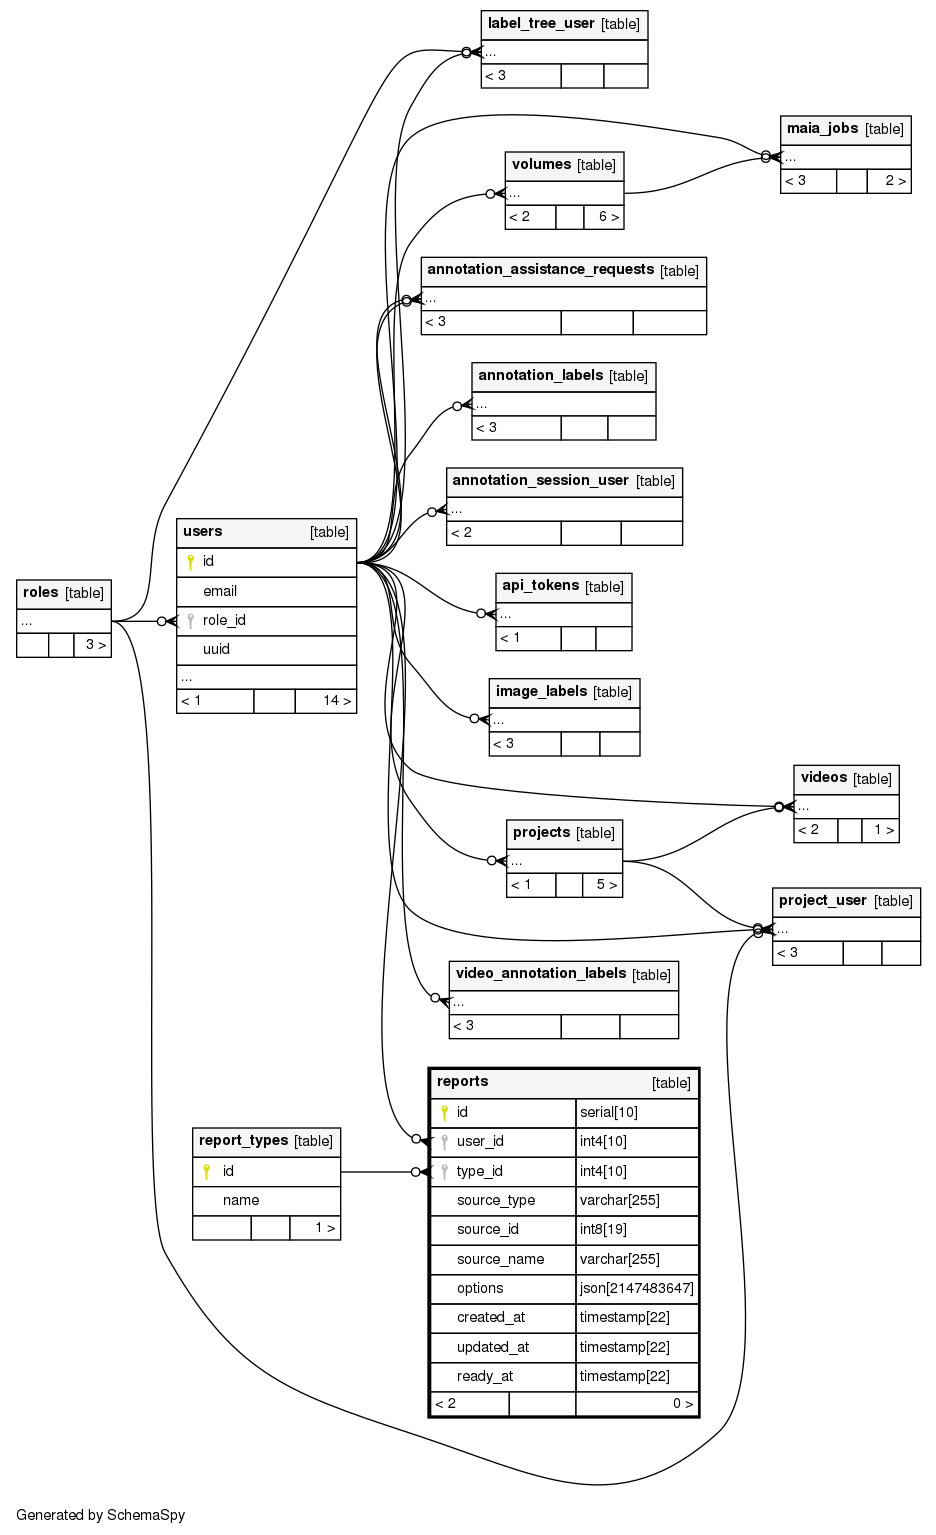 label_tree_user [table]
...
< 3
maia_jobs [table]
...
< 3 2 >
volumes [table]
...
< 2 6 >
annotation_assistance_requests [table]
...
< 3
annotation_labels [table]
...
< 3
annotation_session_user [table]
...
< 2
users [table]
id
email
role_id
uuid
...
< 1 14 >
roles [table]
...
3 >
api_tokens [table]
...
< 1
image_labels [table]
...
< 3
videos [table]
...
< 2 1 >
projects [table]
...
< 1 5 >
project_user [table]
...
< 3
video_annotation_labels [table]
...
< 3
reports [table]
id serial[10]
user_id int4[10]
type_id int4[10]
source_type varchar[255]
source_id int8[19]
source_name varchar[255]
options json[2147483647]
created_at timestamp[22]
updated_at timestamp[22]
ready_at timestamp[22]
< 2 0 >
report_types [table]
id
name
1 >
Generated by SchemaSpy